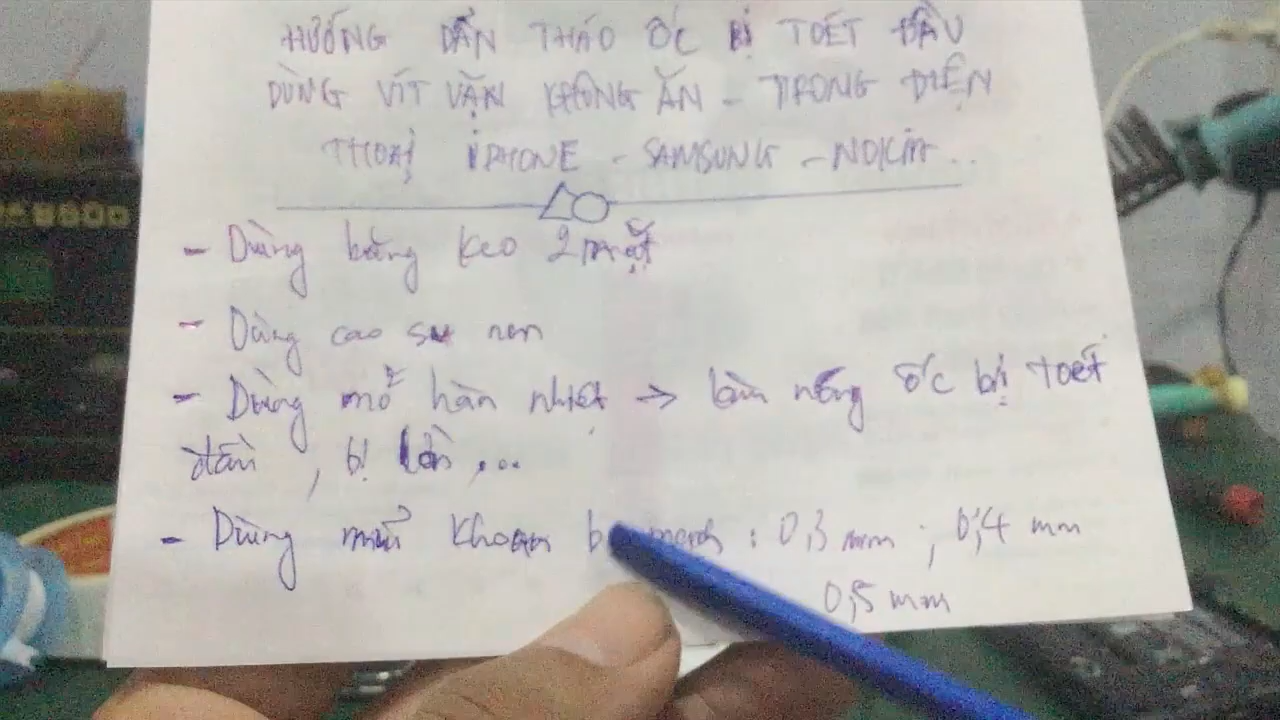 HƯỚNG DẪN THÁO ỐC BỊ TOÉT ĐẦU
DÙNG VÍT VẶN KHÔNG ĂN - TRONG ĐIỆN
THOẠI IPHONE - SAMSUNG - NOKIA...
- Dùng băng keo 2 mặt
- Dùng cao su non
- Dùng mỏ hàn nhiệt → làm nóng ốc bị toét
đầu, bị lờn,...
- Dùng mũi khoan mạch: 0,3 mm; 0,4 mm
0,5 mm